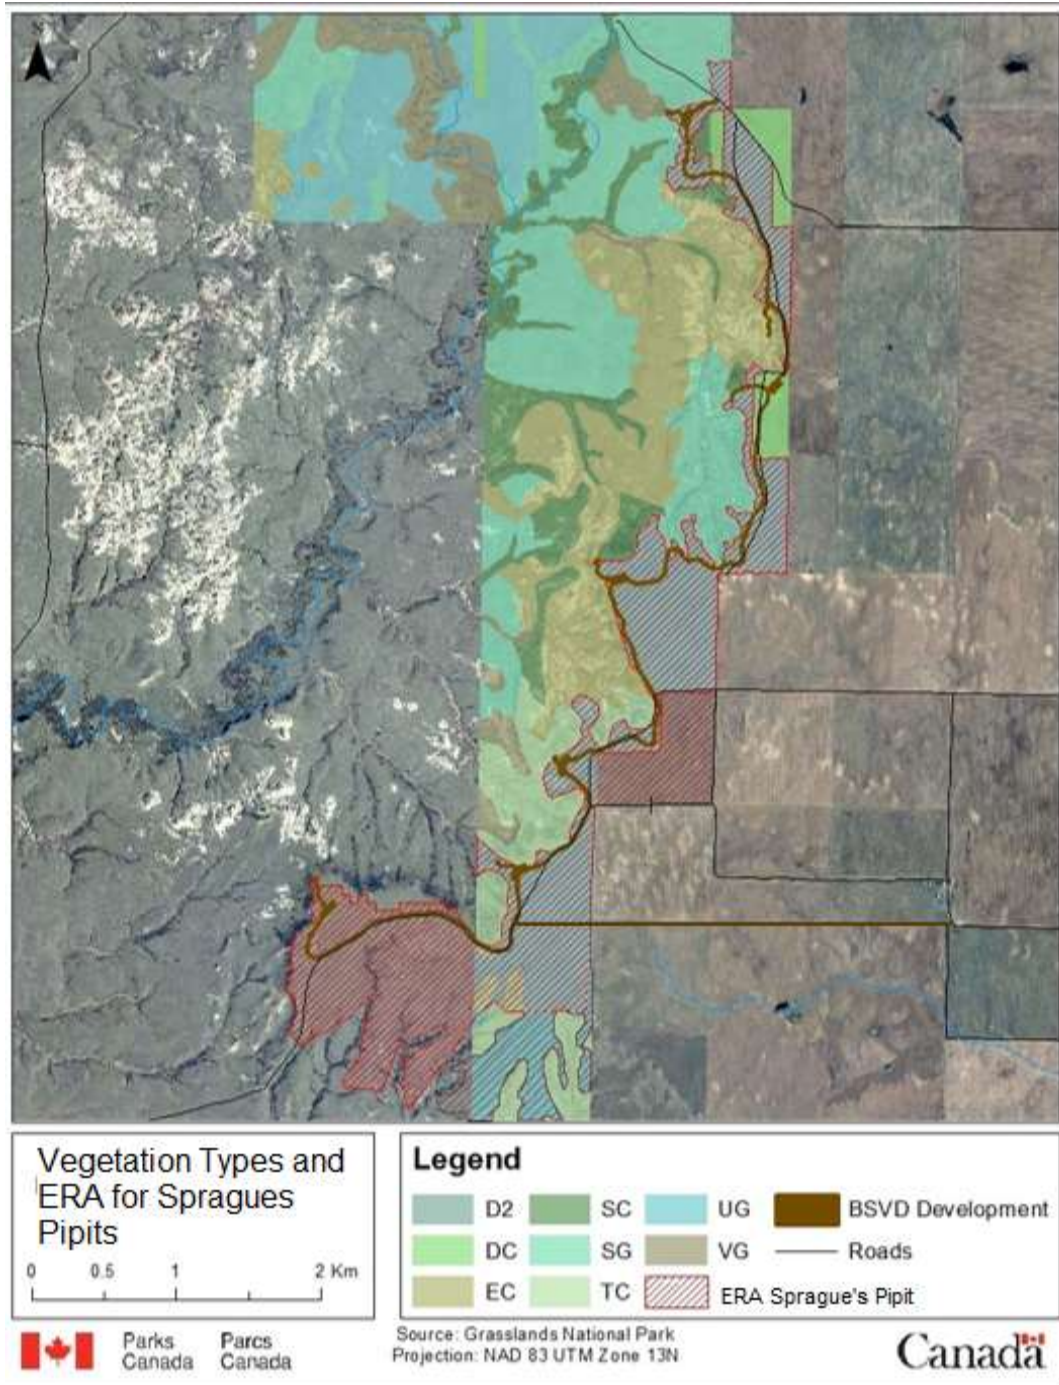 Vegetation Types and
ERA for Spragues
Pipits
0 0.5 1 2 Km
Legend
D2 SC UG BSVD Development
DC SG VG Roads
EC TC ERA Sprague's Pipit
Parks Canada
Parcs Canada
Source: Grasslands National Park
Projection: NAD 83 UTM Zone 13N
Canada